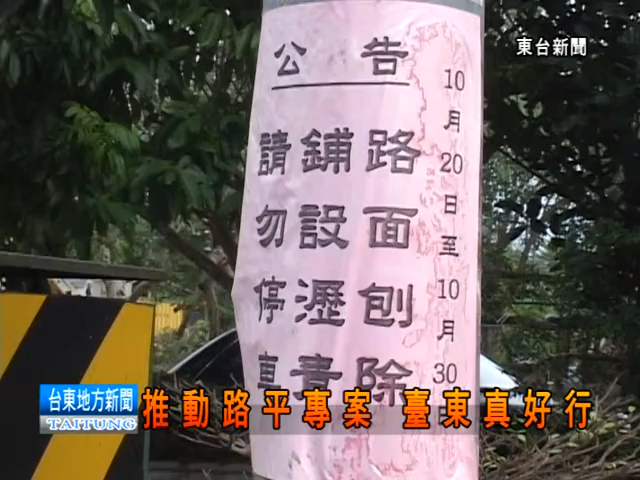 東台新聞
公告
10月20日至10月30
路面刨除
鋪設瀝青
請勿停車
台東地方新聞
TAITUNG
推動路平專案 臺東真好行